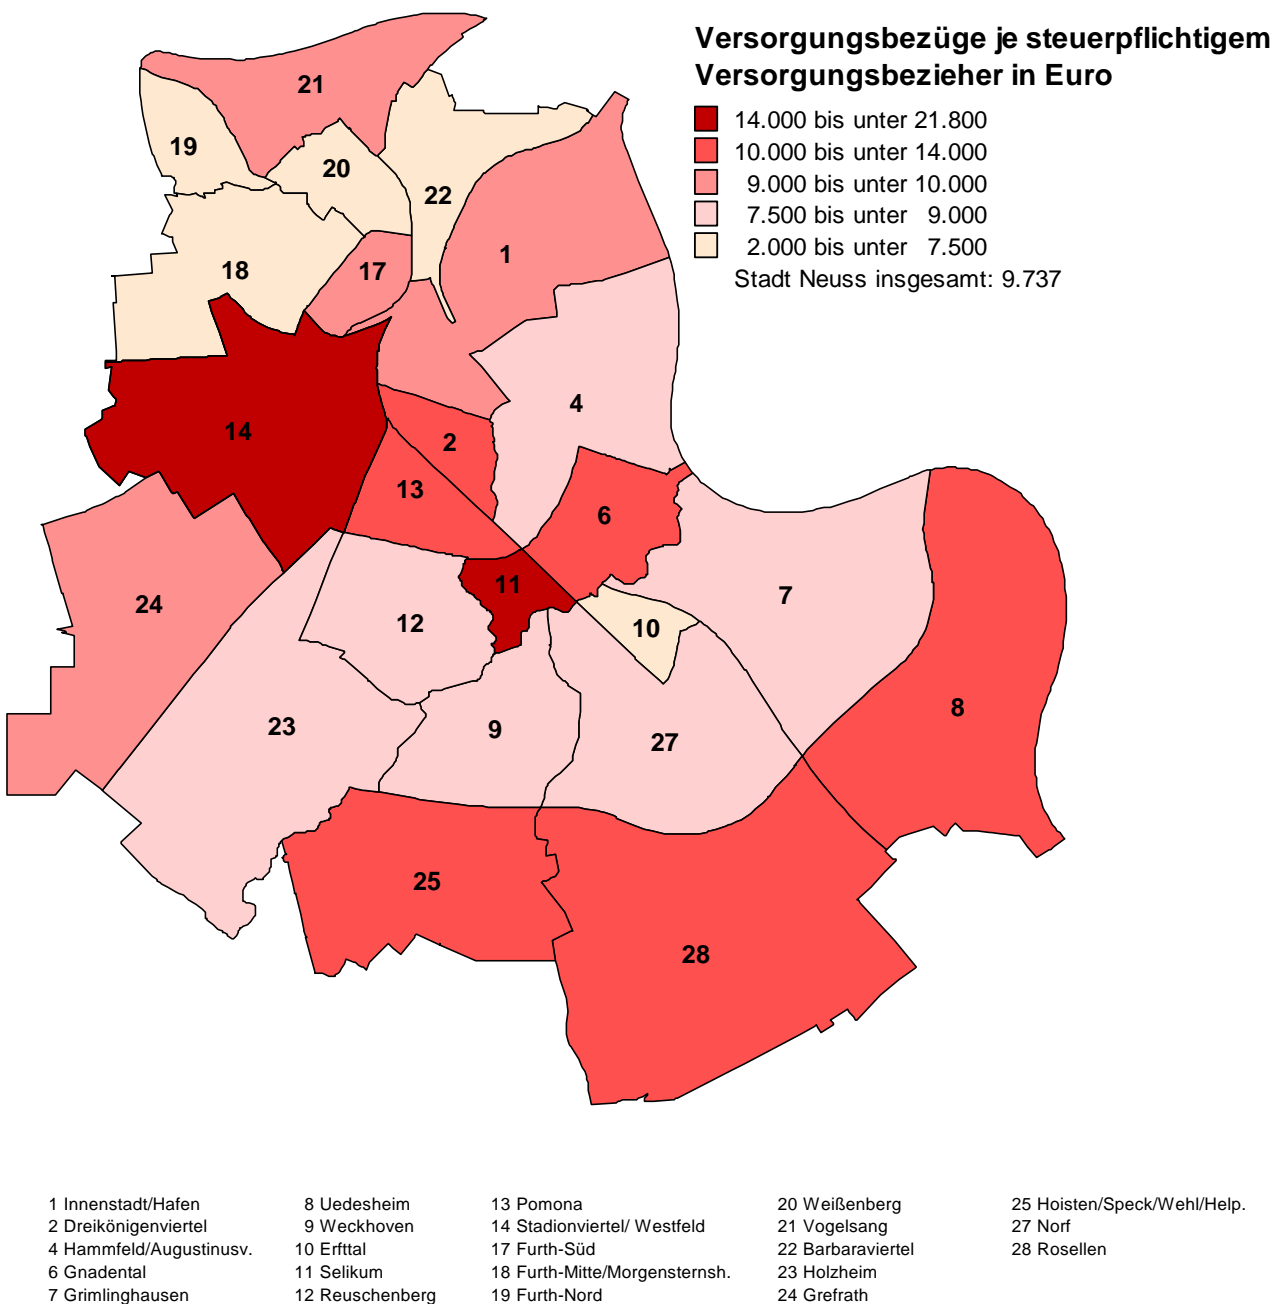 Versorgungsbezüge je steuerpflichtigem
Versorgungsbezieher in Euro
14.000 bis unter 21.800
10.000 bis unter 14.000
9.000 bis unter 10.000
7.500 bis unter 9.000
2.000 bis unter 7.500
Stadt Neuss insgesamt: 9.737
21
19
20
22
1
18
17
4
14
2
13
6
11
7
24
12
10
8
23
9
27
25
28
1 Innenstadt/Hafen
2 Dreikönigenviertel
4 Hammfeld/Augustinusv.
6 Gnadental
7 Grimlinghausen
8 Uedesheim
9 Weckhoven
10 Erfttal
11 Selikum
12 Reuschenberg
13 Pomona
14 Stadionviertel/ Westfeld
17 Furth-Süd
18 Furth-Mitte/Morgensternsh.
19 Furth-Nord
20 Weißenberg
21 Vogelsang
22 Barbaraviertel
23 Holzheim
24 Grefrath
25 Hoisten/Speck/Wehl/Help.
27 Norf
28 Rosellen